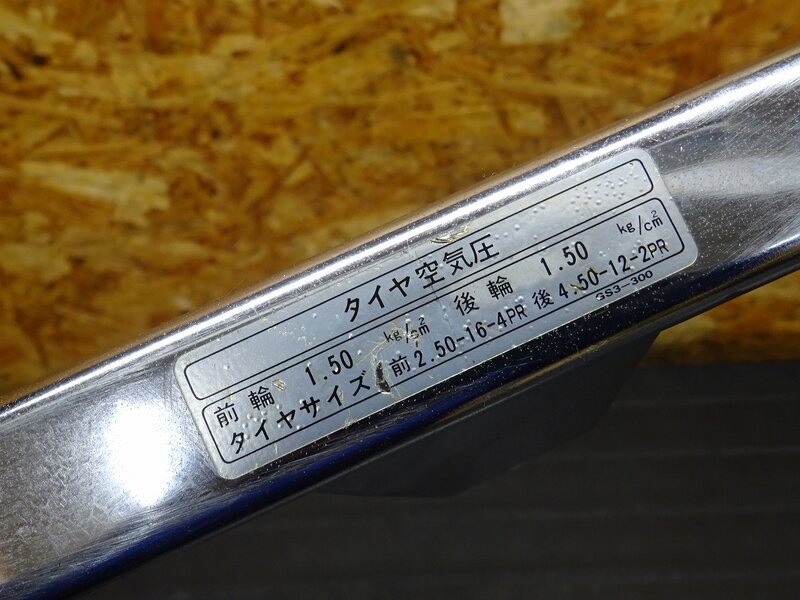 タイヤ空気圧
前輪 1.50 kg/cm² 後輪 1.50 kg/cm²
タイヤサイズ 前2.50-16-4PR 後4.50-12-2PR
GS3-300